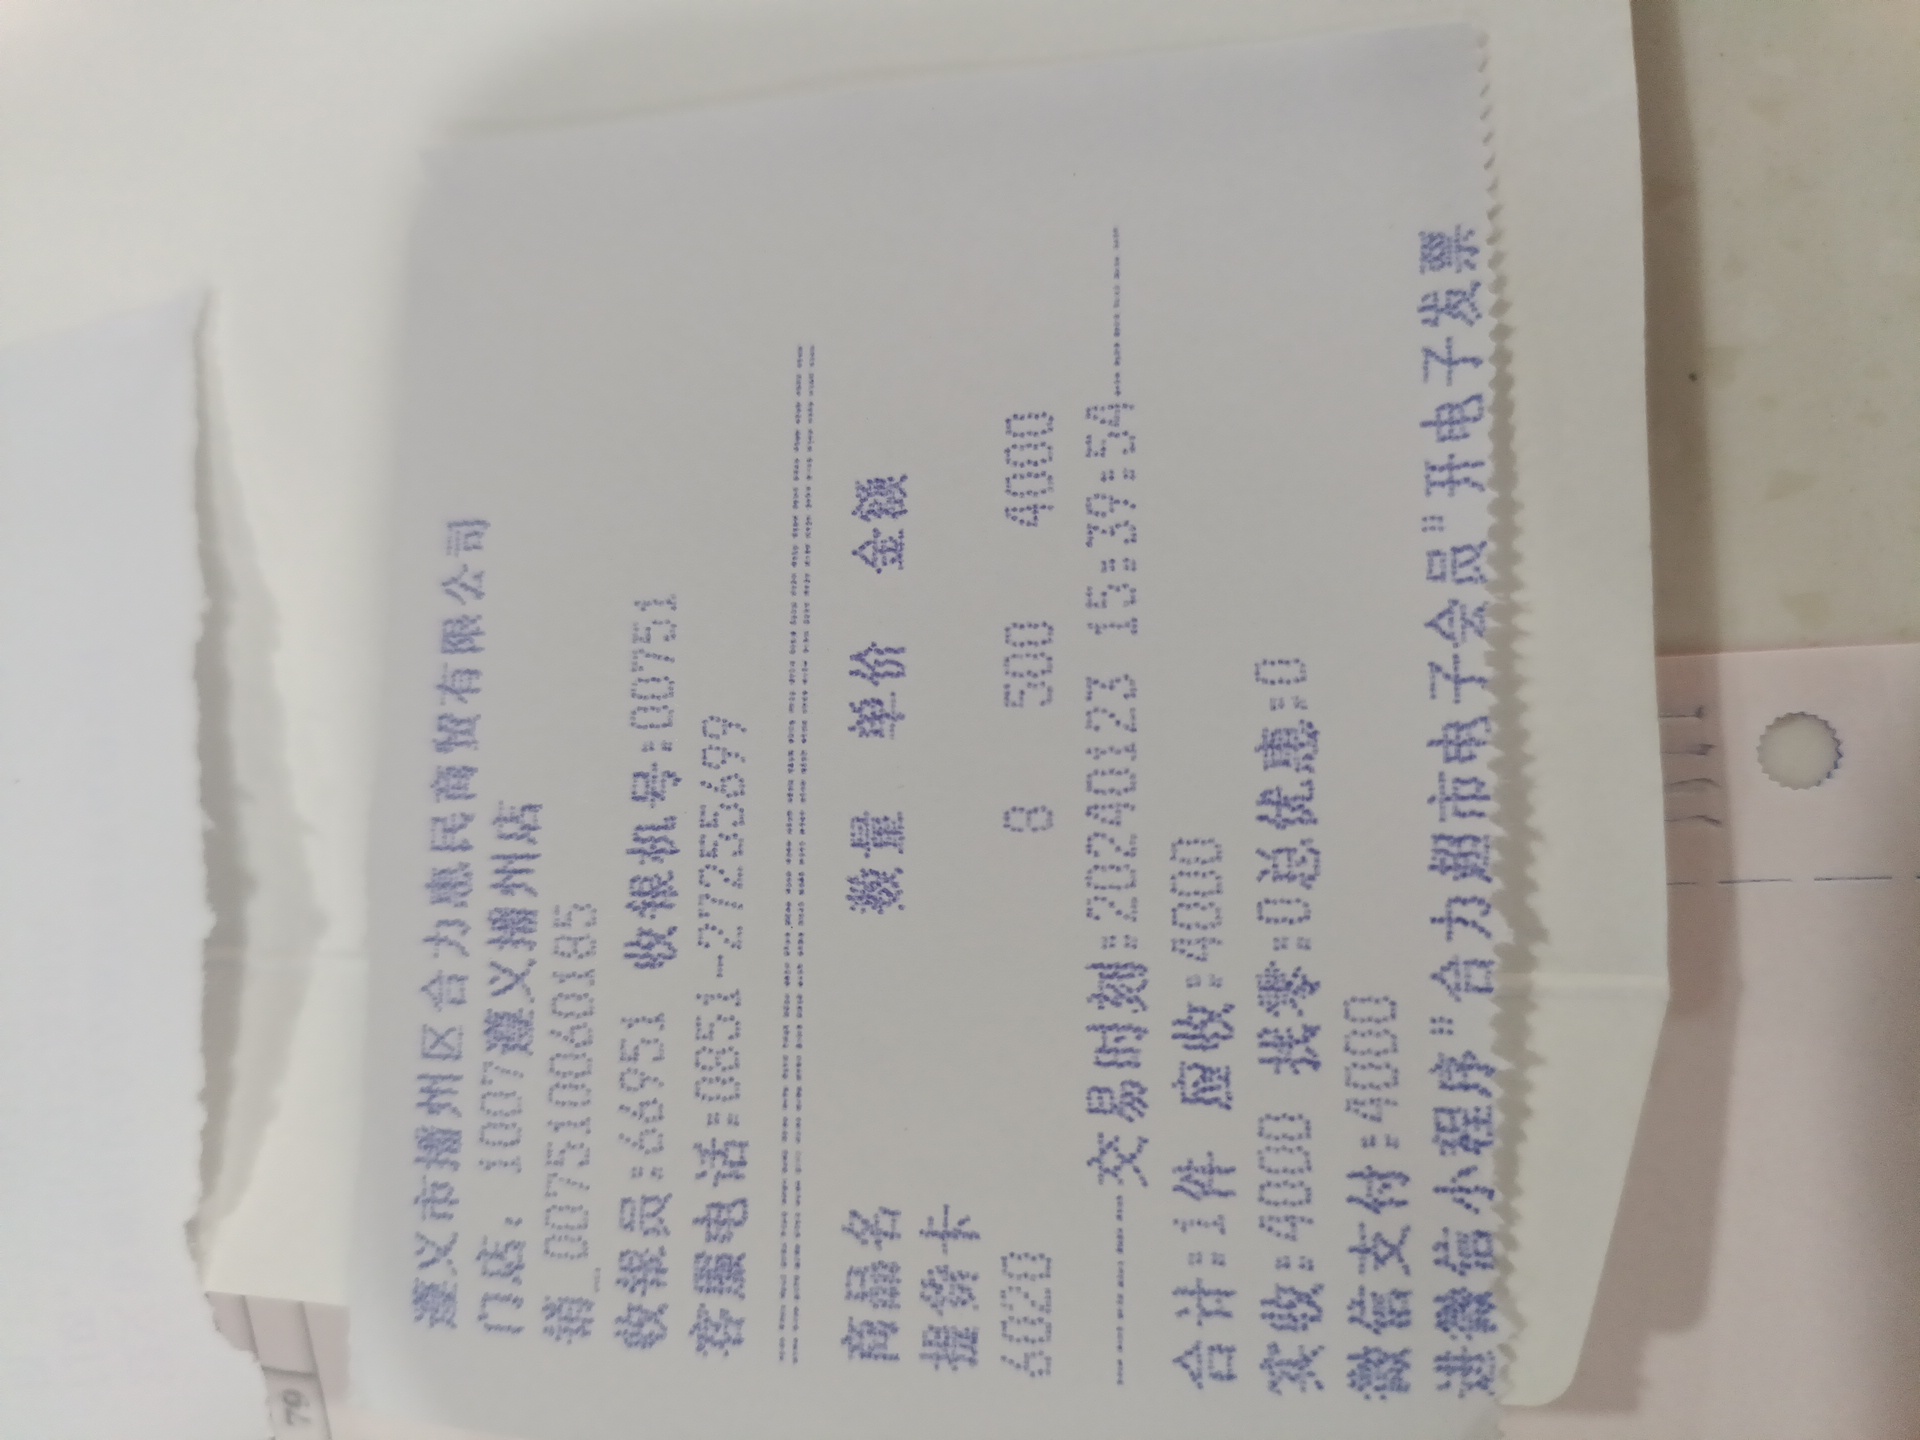 遵义市播州区合力惠民商贸有限公司
门店: 1007遵义播州店
销_007510060185
收银员:66951 收银机号:00751
客服电话:0851-27255699
商品名 数量 单价 金额
提货卡
6020 8 500 4000
交易时刻:20240123 15:39:54
合计:1件 应收:4000
实收:4000 找零:0总优惠:0
微信支付:4000
进微信小程序"合力超市电子会员"开电子发票